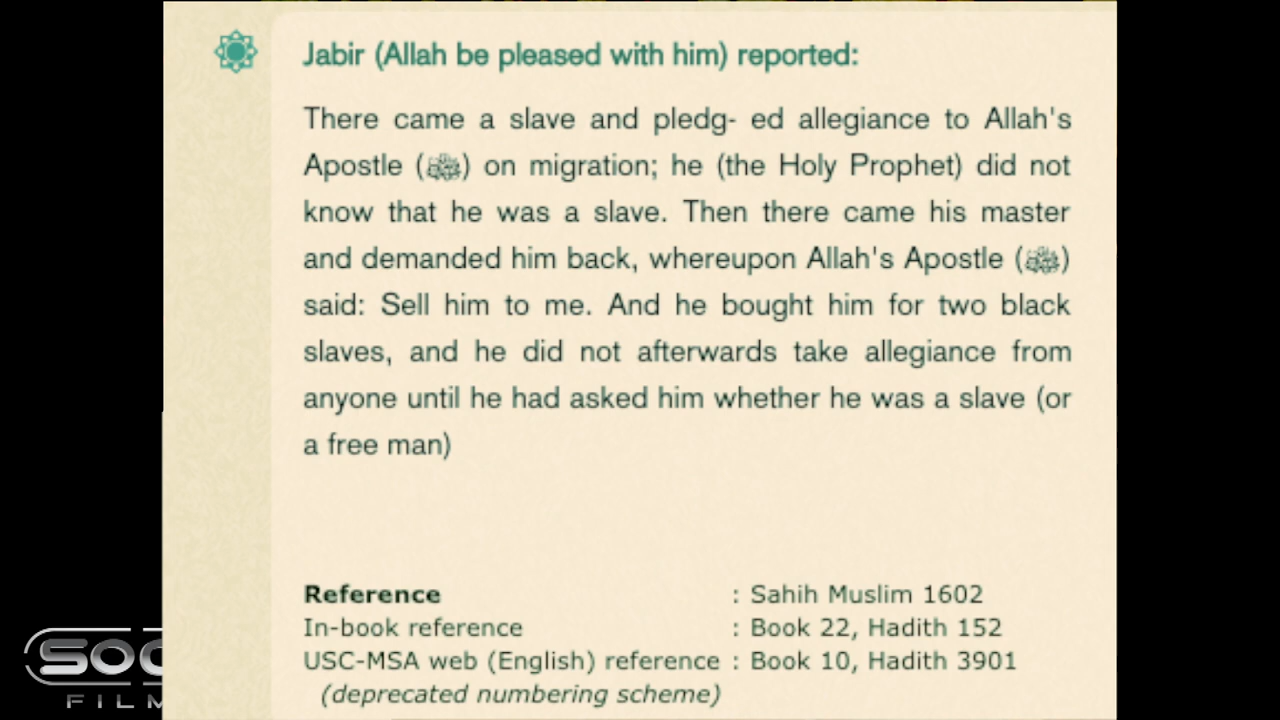 Jabir (Allah be pleased with him) reported:
There came a slave and pledg- ed allegiance to Allah's
Apostle (ﷺ) on migration; he (the Holy Prophet) did not
know that he was a slave. Then there came his master
and demanded him back, whereupon Allah's Apostle (ﷺ)
said: Sell him to me. And he bought him for two black
slaves, and he did not afterwards take allegiance from
anyone until he had asked him whether he was a slave (or
a free man)
Reference : Sahih Muslim 1602
In-book reference : Book 22, Hadith 152
USC-MSA web (English) reference : Book 10, Hadith 3901
(deprecated numbering scheme)
SOC
FILM